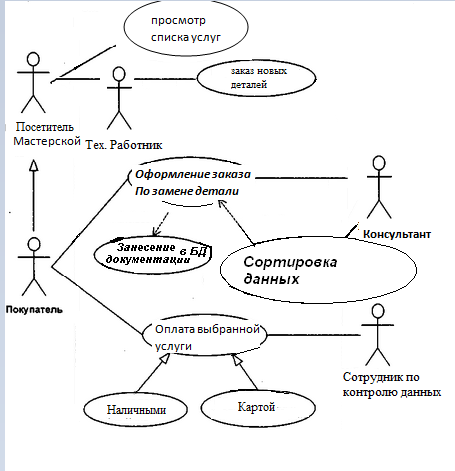 просмотр
списка услуг
заказ новых
деталей
Посетитель
Мастерской
Тех. Работник
Оформление заказа
По замене детали
Консультант
Занесение в БД
документации
Сортировка
данных
Покупатель
Оплата выбранной
услуги
Сотрудник по
контролю данных
Наличными
Картой